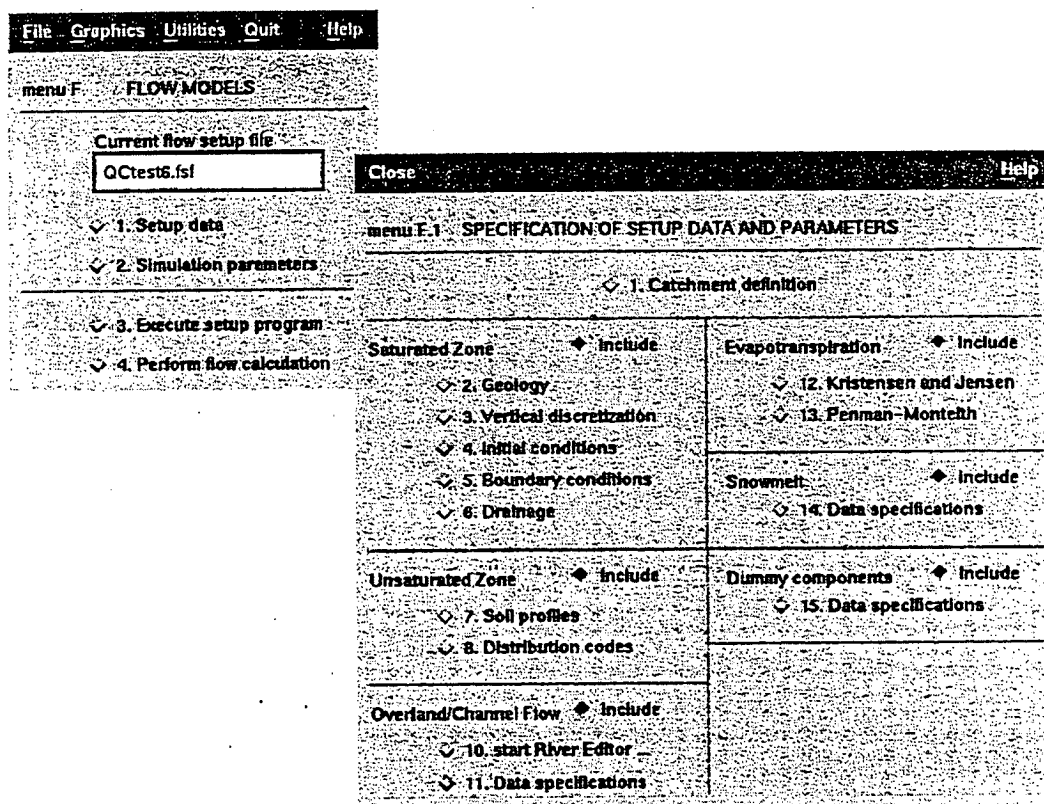 File Graphics Utilities Quit Help
menu F FLOW MODELS
Current flow setup file
QCtest6.fsf
1. Setup data
2. Simulation parameters
3. Execute setup program
4. Perform flow calculation
Close Help
menu F.1 SPECIFICATION OF SETUP DATA AND PARAMETERS
1. Catchment definition
Saturated Zone Include
2. Geology
3. Vertical discretization
4. Initial conditions
5. Boundary conditions
6. Drainage
Unsaturated Zone Include
7. Soil profiles
8. Distribution codes
Overland/Channel Flow Include
10. start River Editor ...
11. Data specifications
Evapotranspiration Include
12. Kristensen and Jensen
13. Penman-Monteith
Snowmelt Include
14. Data specifications
Dummy components Include
15. Data specifications